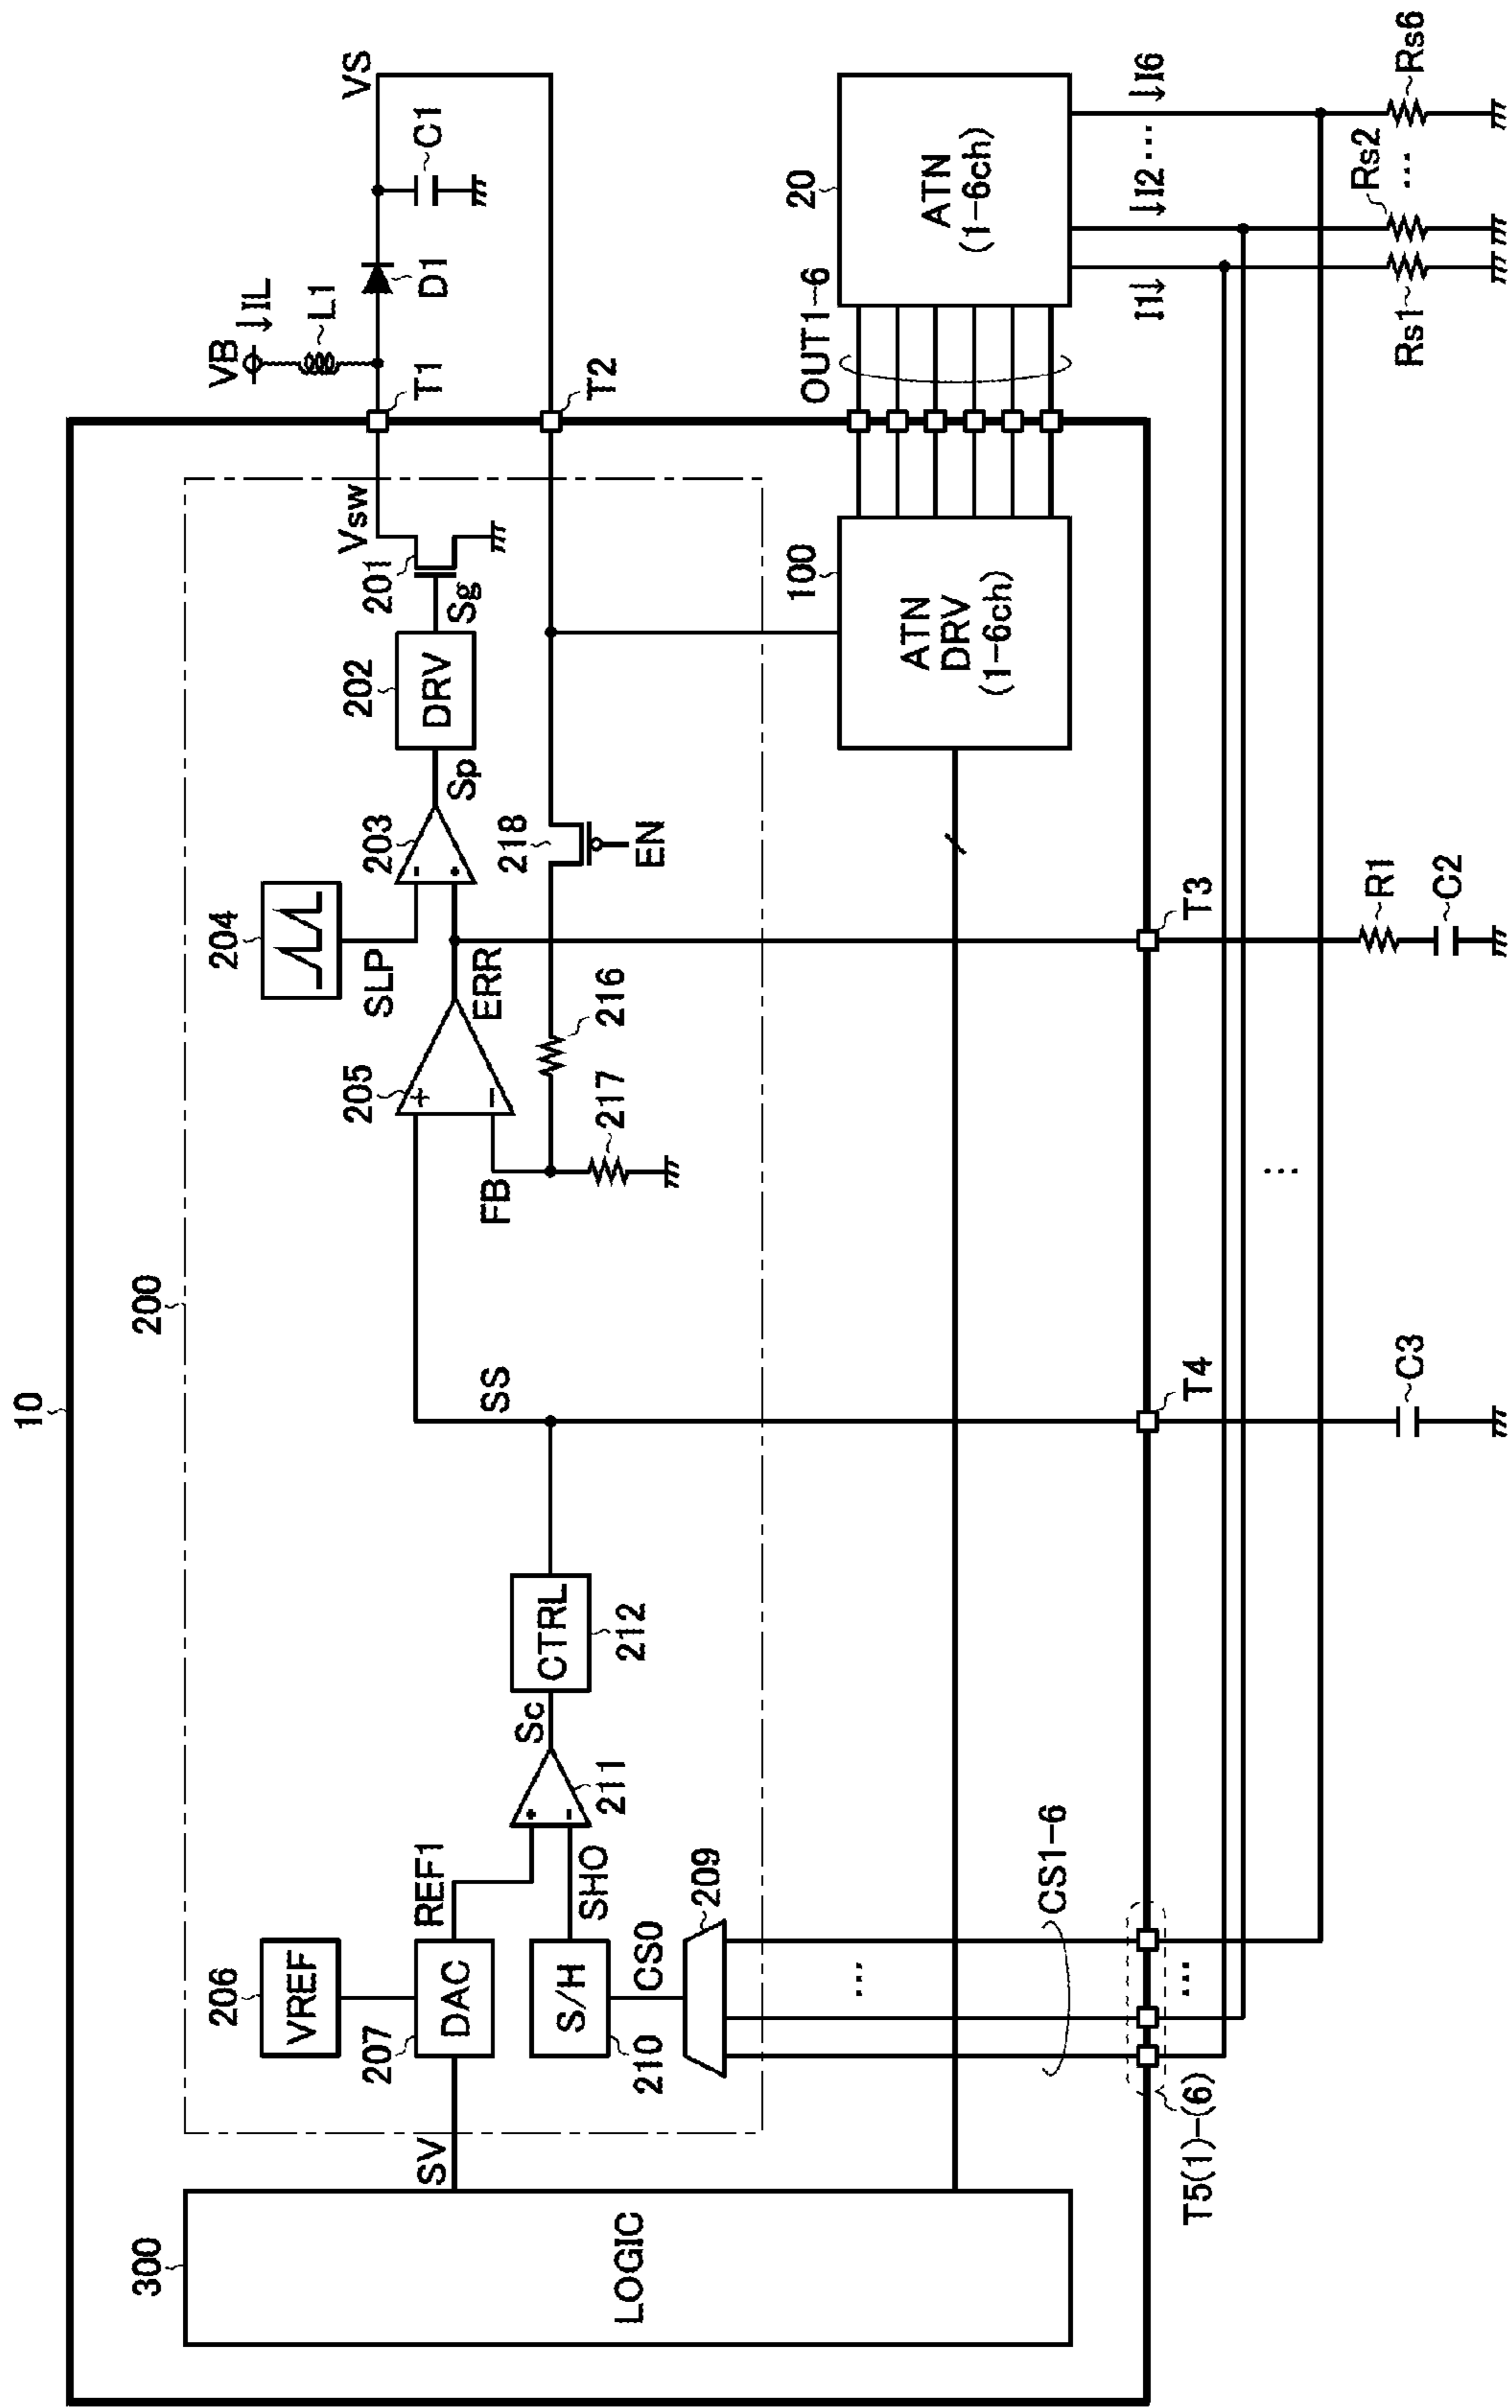 10
200
300
LOGIC
SV
206
VREF
207
DAC
REF1
S/H
210
SHO
CS0
209
211
Sc
CTRL
212
SS
205
+
−
FB
217
216
ERR
SLP
204
203
-
+
Sp
202
DRV
Sg
201
Vsw
218
EN
100
ATN
DRV
(1-6ch)
T1
T2
VB
IL
L1
D1
C1
VS
OUT1-6
20
ATN
(1-6ch)
I1
I2
...
I6
Rs1
Rs2
...
Rs6
T3
R1
C2
...
T4
C3
CS1-6
...
...
T5(1)-(6)
+
-